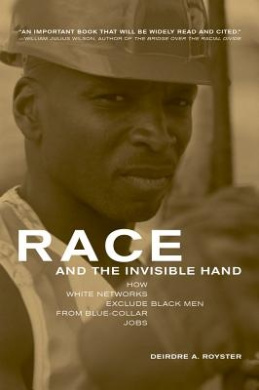 "AN IMPORTANT BOOK THAT WILL BE WIDELY READ AND CITED."
—WILLIAM JULIUS WILSON, AUTHOR OF THE BRIDGE OVER THE RACIAL DIVIDE
RACE
AND THE INVISIBLE HAND
HOW
WHITE NETWORKS
EXCLUDE BLACK MEN
FROM BLUE-COLLAR
JOBS
DEIRDRE A. ROYSTER